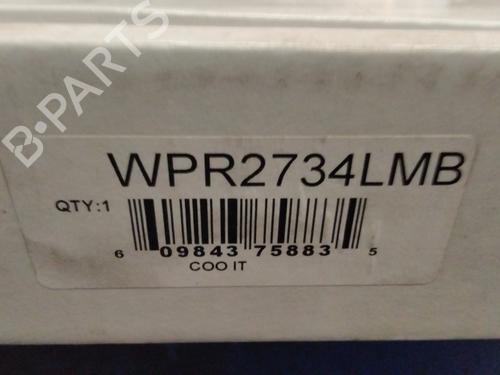 B-PARTS
WPR2734LMB
QTY:1
6 09843 75883 5
COO IT